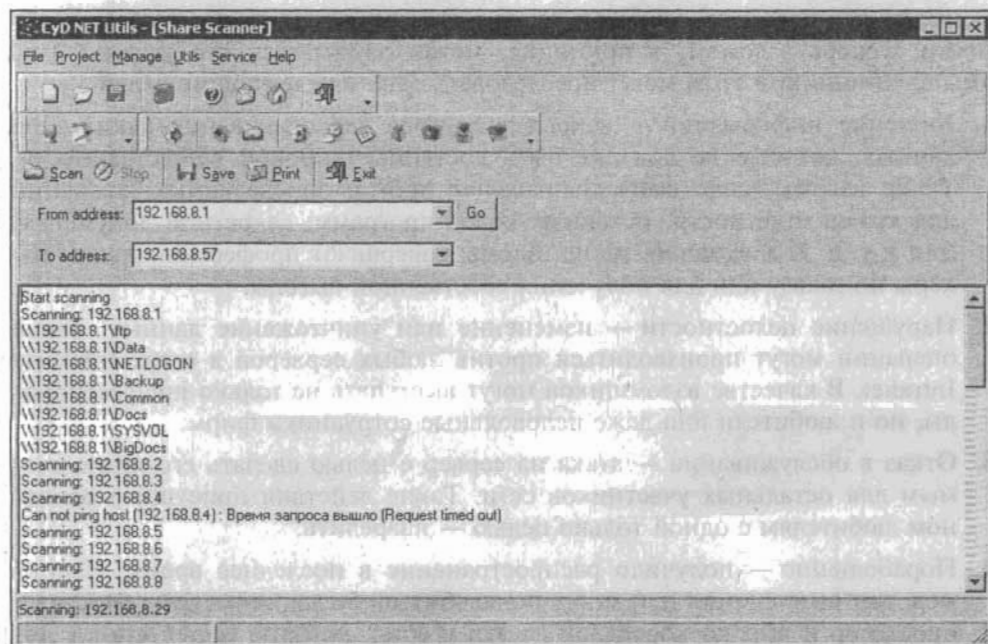 CyD NET Utils - [Share Scanner]
File Project Manage Utils Service Help
Scan Stop Save Print Exit
From address: 192.168.8.1 Go
To address: 192.168.8.57
Start scanning
Scanning: 192.168.8.1
\\192.168.8.1\ftp
\\192.168.8.1\Data
\\192.168.8.1\NETLOGON
\\192.168.8.1\Backup
\\192.168.8.1\Common
\\192.168.8.1\Docs
\\192.168.8.1\SYSVOL
\\192.168.8.1\BigDocs
Scanning: 192.168.8.2
Scanning: 192.168.8.3
Scanning: 192.168.8.4
Can not ping host (192.168.8.4) : Время запроса вышло (Request timed out)
Scanning: 192.168.8.5
Scanning: 192.168.8.6
Scanning: 192.168.8.7
Scanning: 192.168.8.8
Scanning: 192.168.8.29